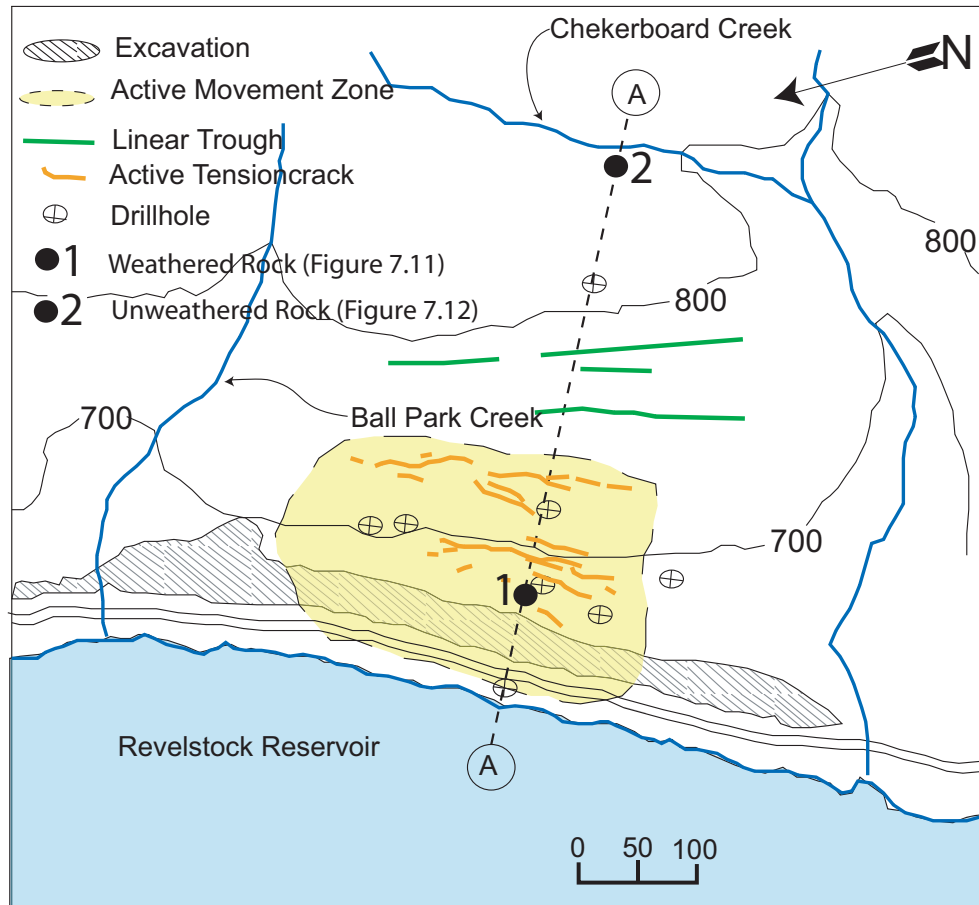 Chekerboard Creek
N
Excavation
A
Active Movement Zone
Linear Trough
2
Active Tensioncrack
Drillhole
800
1 Weathered Rock (Figure 7.11)
800
2 Unweathered Rock (Figure 7.12)
700
Ball Park Creek
700
1
Revelstock Reservoir
A
0 50 100